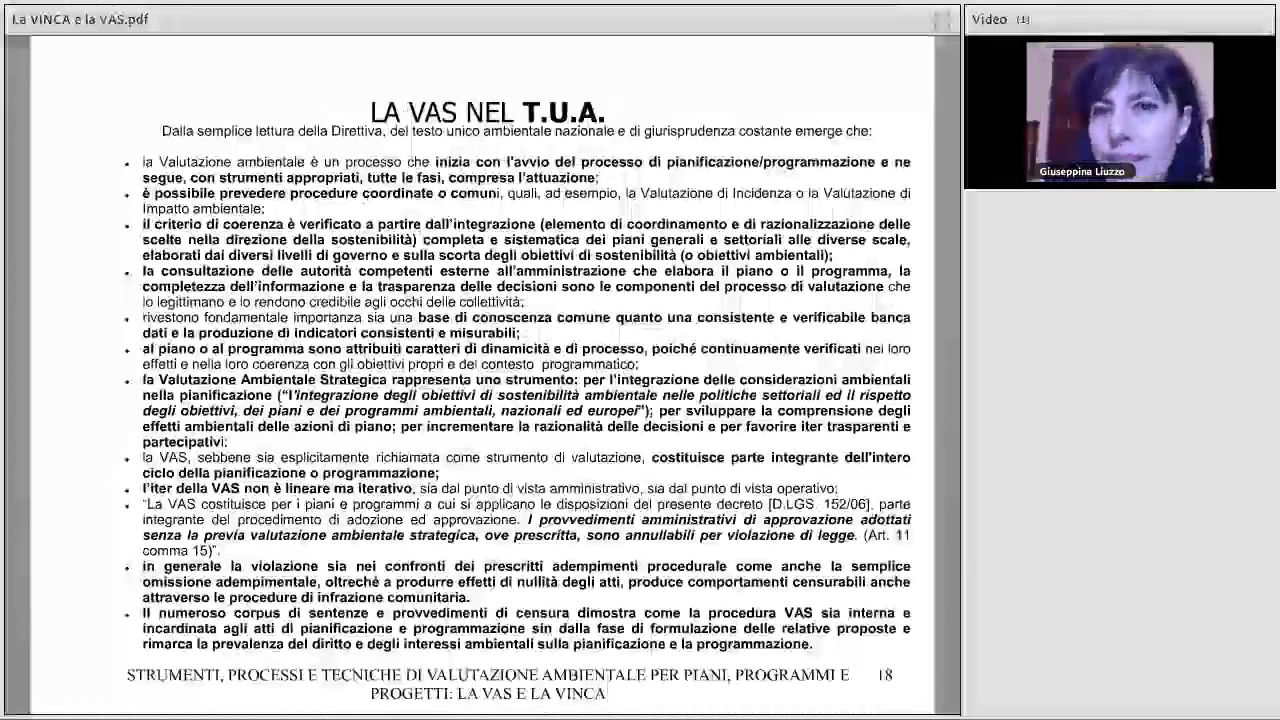 La VINCA e la VAS.pdf
Video (1)
Giuseppina Liuzzo
LA VAS NEL T.U.A.
Dalla semplice lettura della Direttiva, del testo unico ambientale nazionale e di giurisprudenza costante emerge che:
• la Valutazione ambientale è un processo che inizia con l'avvio del processo di pianificazione/programmazione e ne
segue, con strumenti appropriati, tutte le fasi, compresa l'attuazione;
• è possibile prevedere procedure coordinate o comuni, quali, ad esempio, la Valutazione di Incidenza o la Valutazione di
Impatto ambientale;
• il criterio di coerenza è verificato a partire dall'integrazione (elemento di coordinamento e di razionalizzazione delle
scelte nella direzione della sostenibilità) completa e sistematica dei piani generali e settoriali alle diverse scale,
elaborati dai diversi livelli di governo e sulla scorta degli obiettivi di sostenibilità (o obiettivi ambientali);
• la consultazione delle autorità competenti esterne all'amministrazione che elabora il piano o il programma, la
completezza dell'informazione e la trasparenza delle decisioni sono le componenti del processo di valutazione che
lo legittimano e lo rendono credibile agli occhi delle collettività;
• rivestono fondamentale importanza sia una base di conoscenza comune quanto una consistente e verificabile banca
dati e la produzione di indicatori consistenti e misurabili;
• al piano o al programma sono attribuiti caratteri di dinamicità e di processo, poiché continuamente verificati nei loro
effetti e nella loro coerenza con gli obiettivi propri e del contesto programmatico;
• la Valutazione Ambientale Strategica rappresenta uno strumento: per l'integrazione delle considerazioni ambientali
nella pianificazione ("l'integrazione degli obiettivi di sostenibilità ambientale nelle politiche settoriali ed il rispetto
degli obiettivi, dei piani e dei programmi ambientali, nazionali ed europei"); per sviluppare la comprensione degli
effetti ambientali delle azioni di piano; per incrementare la razionalità delle decisioni e per favorire iter trasparenti e
partecipativi;
• la VAS, sebbene sia esplicitamente richiamata come strumento di valutazione, costituisce parte integrante dell'intero
ciclo della pianificazione o programmazione;
• l'iter della VAS non è lineare ma iterativo, sia dal punto di vista amministrativo, sia dal punto di vista operativo;
• "La VAS costituisce per i piani e programmi a cui si applicano le disposizioni del presente decreto [D.LGS. 152/06], parte
integrante del procedimento di adozione ed approvazione. I provvedimenti amministrativi di approvazione adottati
senza la previa valutazione ambientale strategica, ove prescritta, sono annullabili per violazione di legge. (Art. 11
comma 15)".
• in generale la violazione sia nei confronti dei prescritti adempimenti procedurale come anche la semplice
omissione adempimentale, oltreché a produrre effetti di nullità degli atti, produce comportamenti censurabili anche
attraverso le procedure di infrazione comunitaria.
• Il numeroso corpus di sentenze e provvedimenti di censura dimostra come la procedura VAS sia interna e
incardinata agli atti di pianificazione e programmazione sin dalla fase di formulazione delle relative proposte e
rimarca la prevalenza del diritto e degli interessi ambientali sulla pianificazione e la programmazione.
STRUMENTI, PROCESSI E TECNICHE DI VALUTAZIONE AMBIENTALE PER PIANI, PROGRAMMI E 18
PROGETTI: LA VAS E LA VINCA